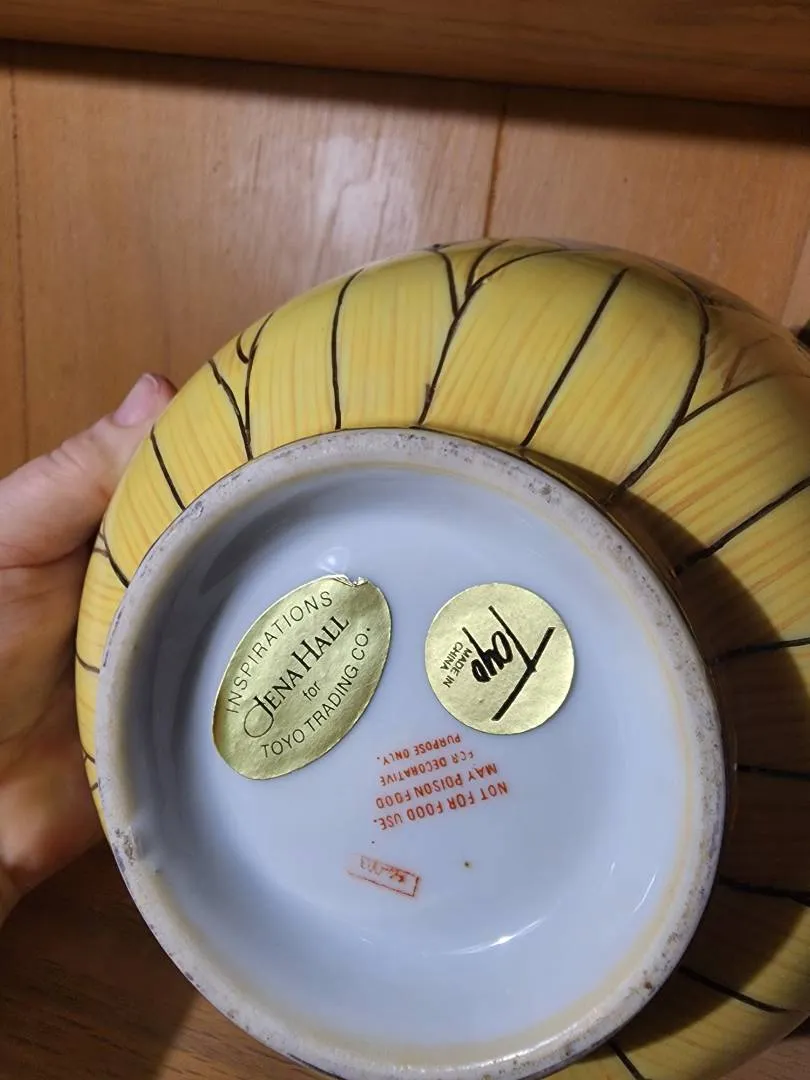 INSPIRATIONS
JENA HALL
for
TOYO TRADING CO.
Toyo
MADE IN
CHINA
NOT FOR FOOD USE.
MAY POISON FOOD
FOR DECORATIVE
PURPOSE ONLY.